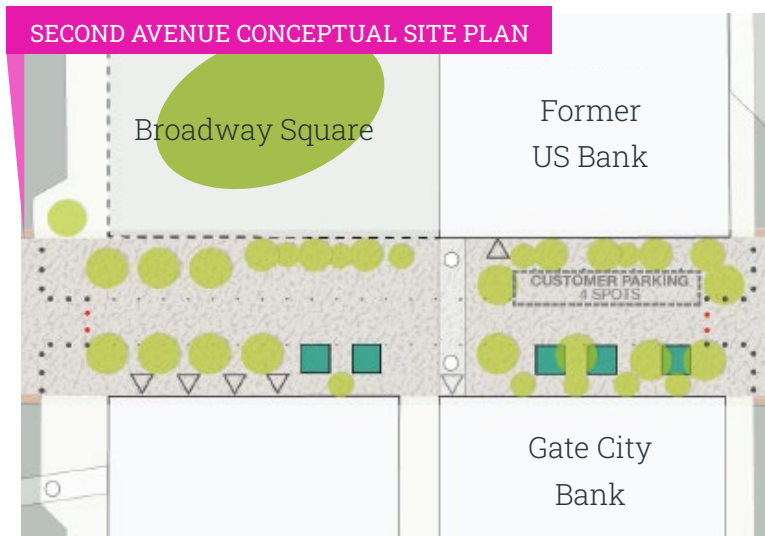 SECOND AVENUE CONCEPTUAL SITE PLAN
Broadway Square
Former
US Bank
CUSTOMER PARKING
4 SPOTS
Gate City
Bank